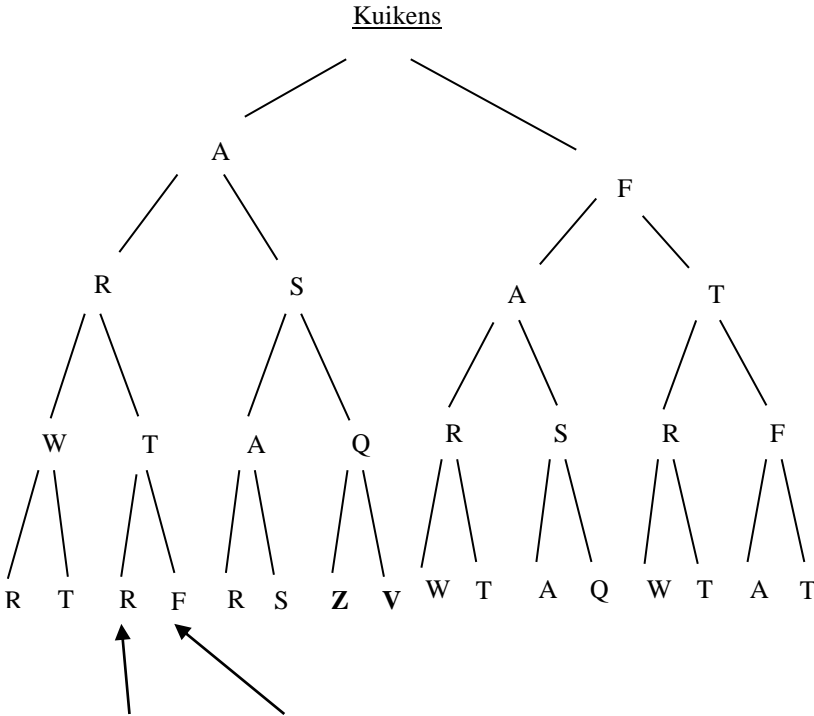 Kuikens
A
F
R S A T
W T A Q R S R F
R T R F R S Z V W T A Q W T A T